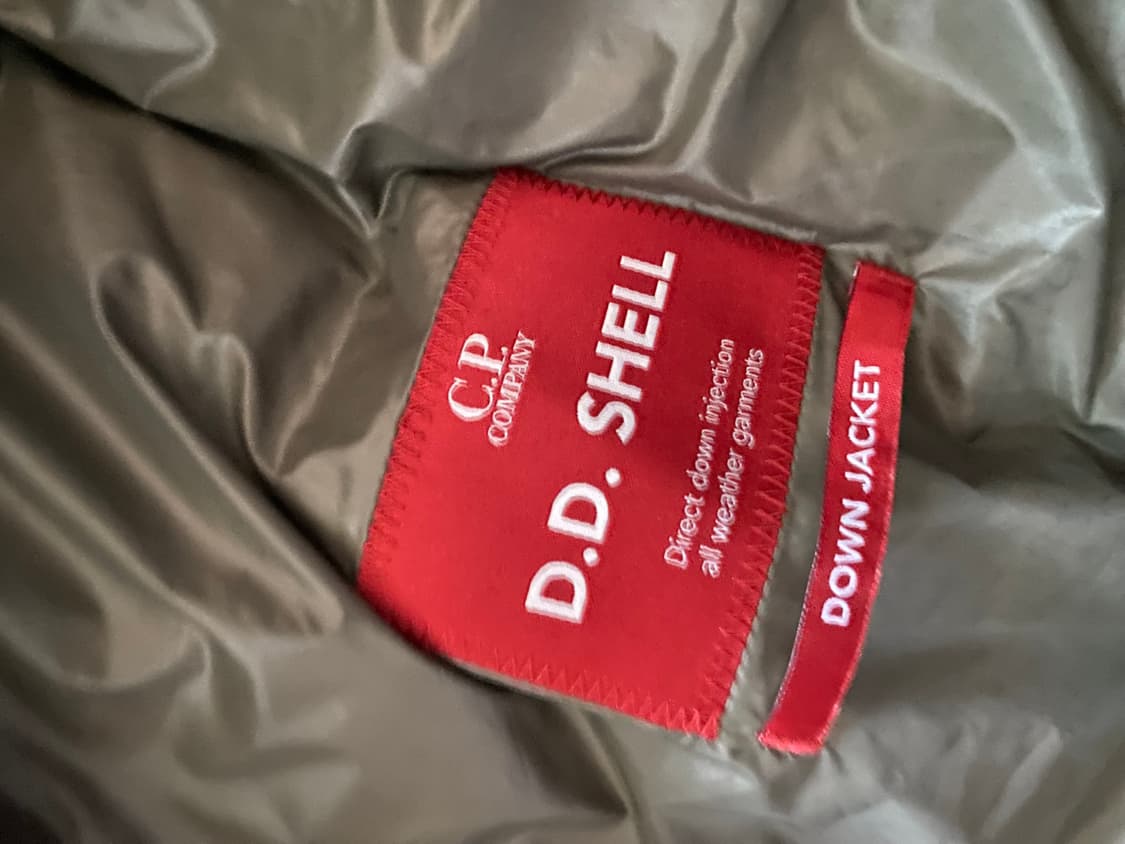 C.P.
COMPANY
D.D. SHELL
Direct down injection
all weather garments
DOWN JACKET